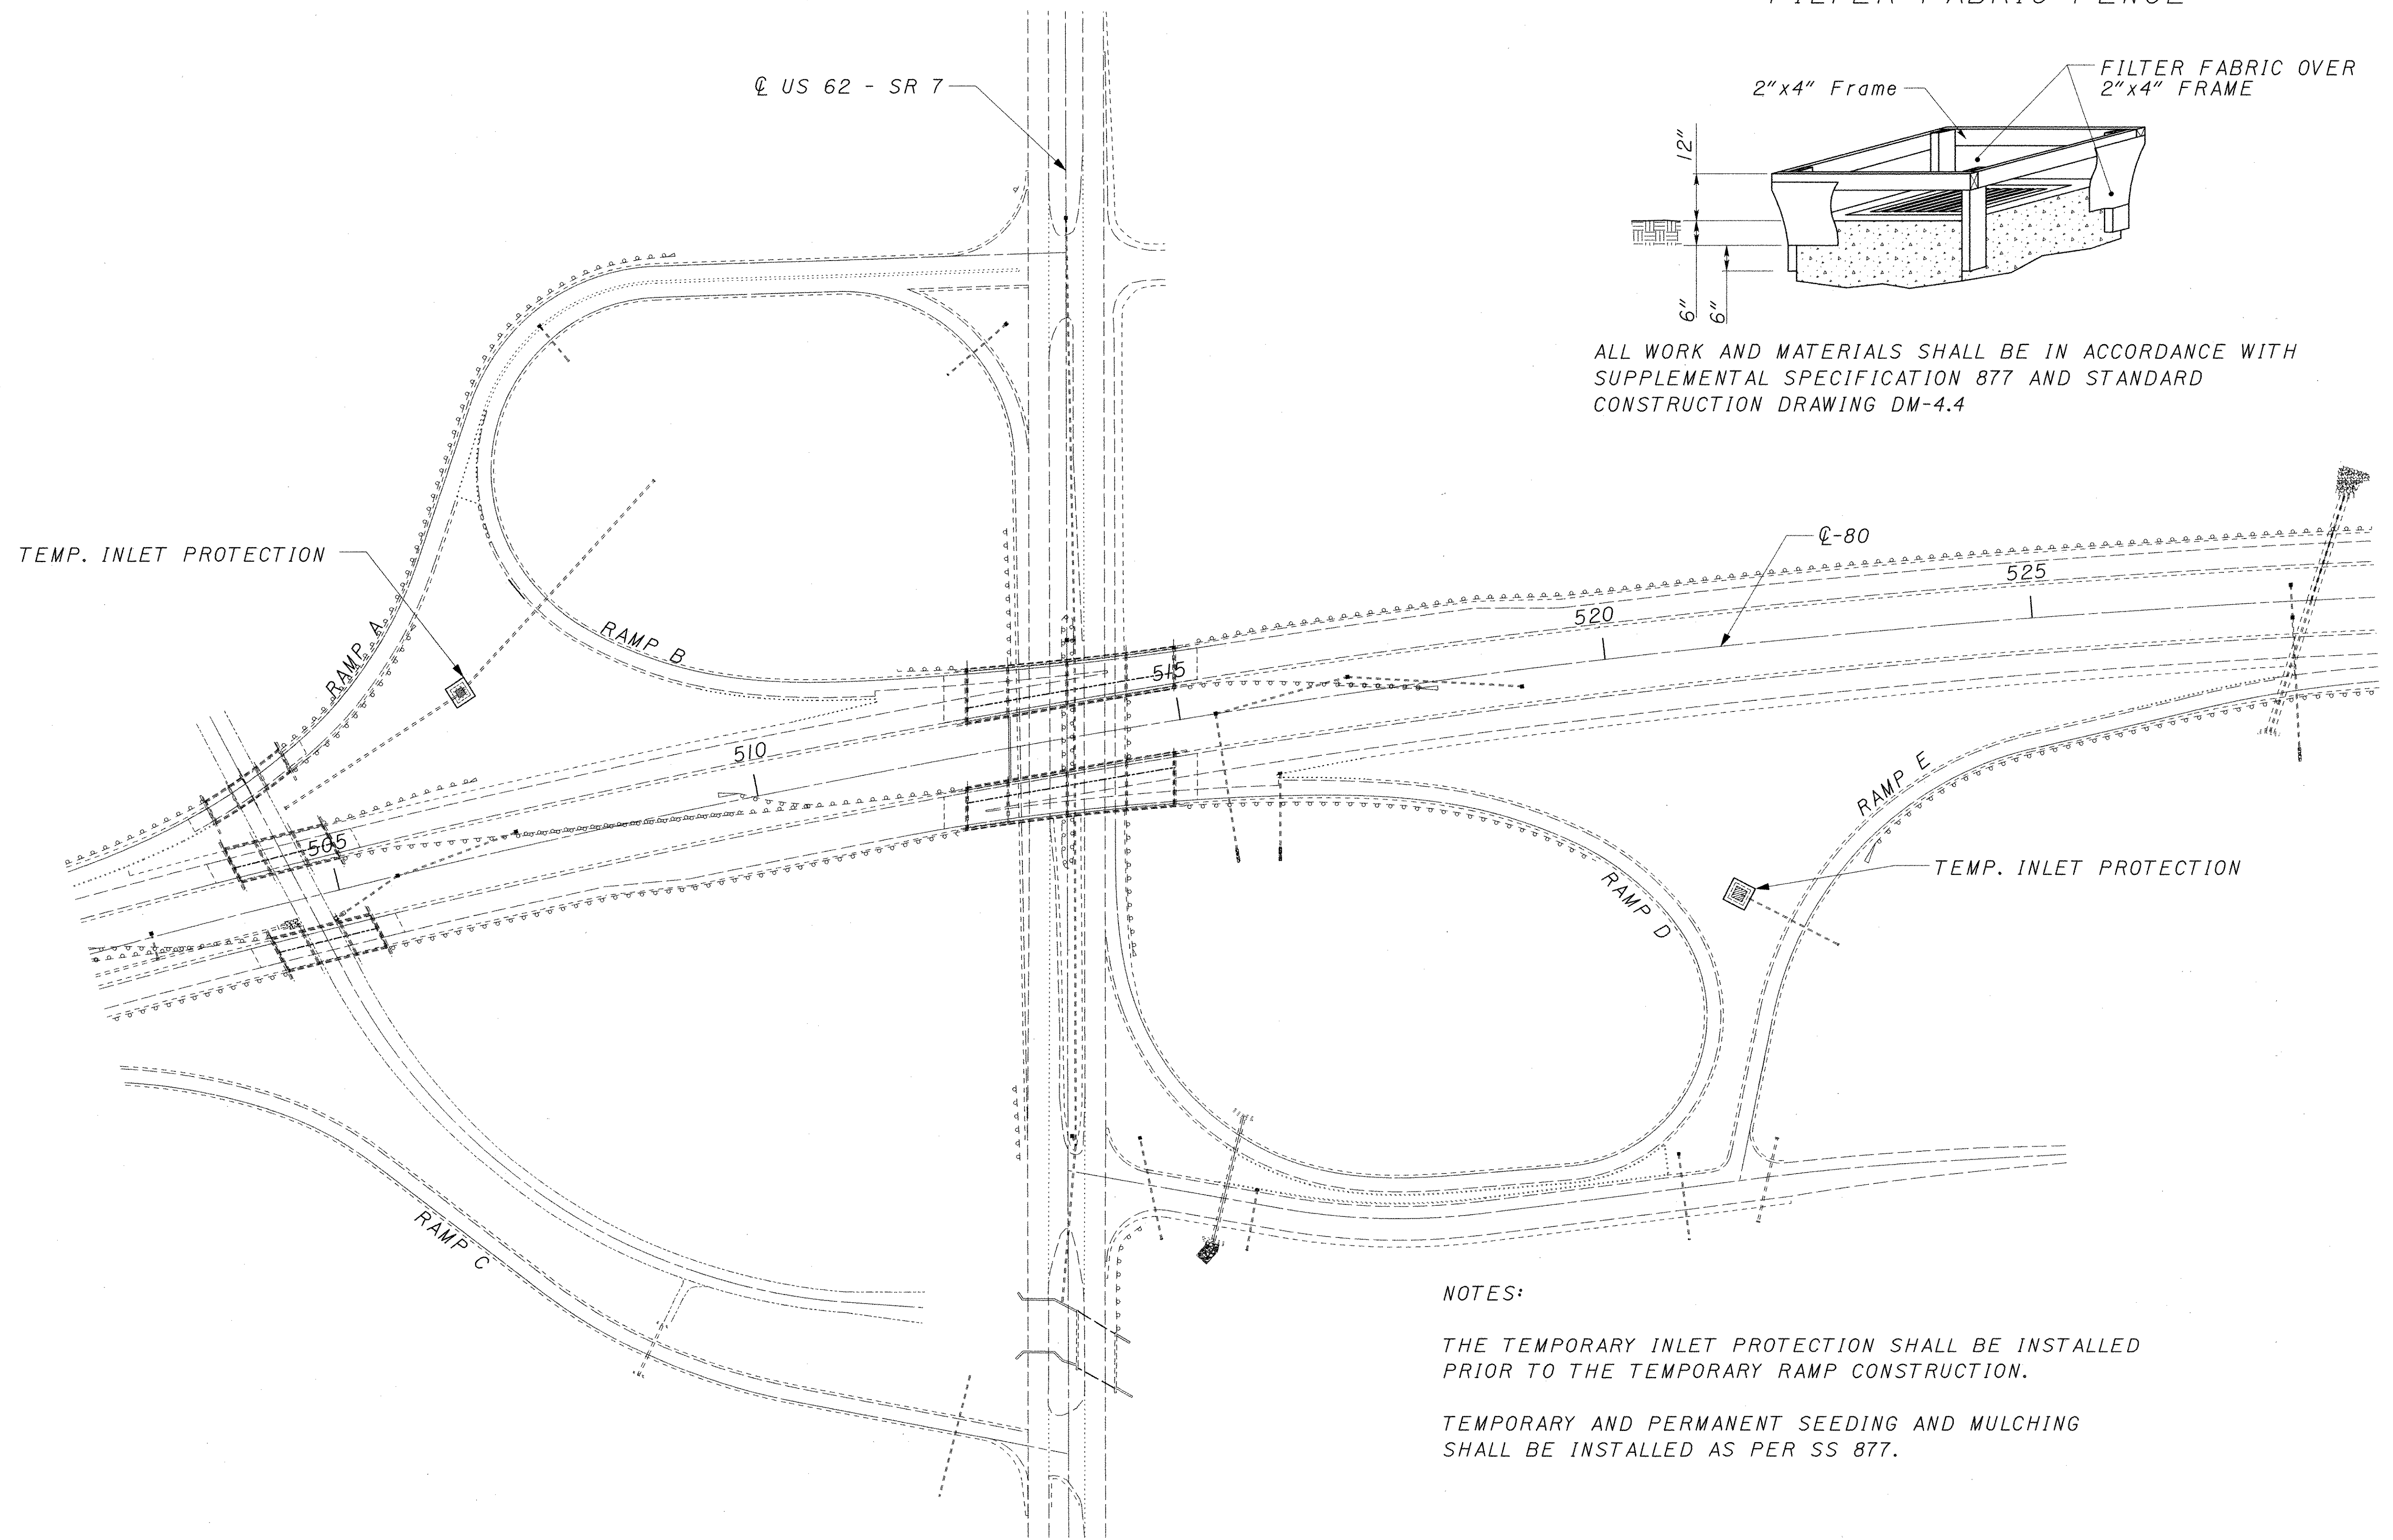 FILTER FABRIC FENCE
℄ US 62 - SR 7
2"x4" Frame
FILTER FABRIC OVER
2"x4" FRAME
12"
6"
6"
ALL WORK AND MATERIALS SHALL BE IN ACCORDANCE WITH
SUPPLEMENTAL SPECIFICATION 877 AND STANDARD
CONSTRUCTION DRAWING DM-4.4
TEMP. INLET PROTECTION
℄-80
525
520
515
510
505
RAMP A
RAMP B
RAMP E
RAMP D
TEMP. INLET PROTECTION
RAMP C
NOTES:
THE TEMPORARY INLET PROTECTION SHALL BE INSTALLED
PRIOR TO THE TEMPORARY RAMP CONSTRUCTION.
TEMPORARY AND PERMANENT SEEDING AND MULCHING
SHALL BE INSTALLED AS PER SS 877.